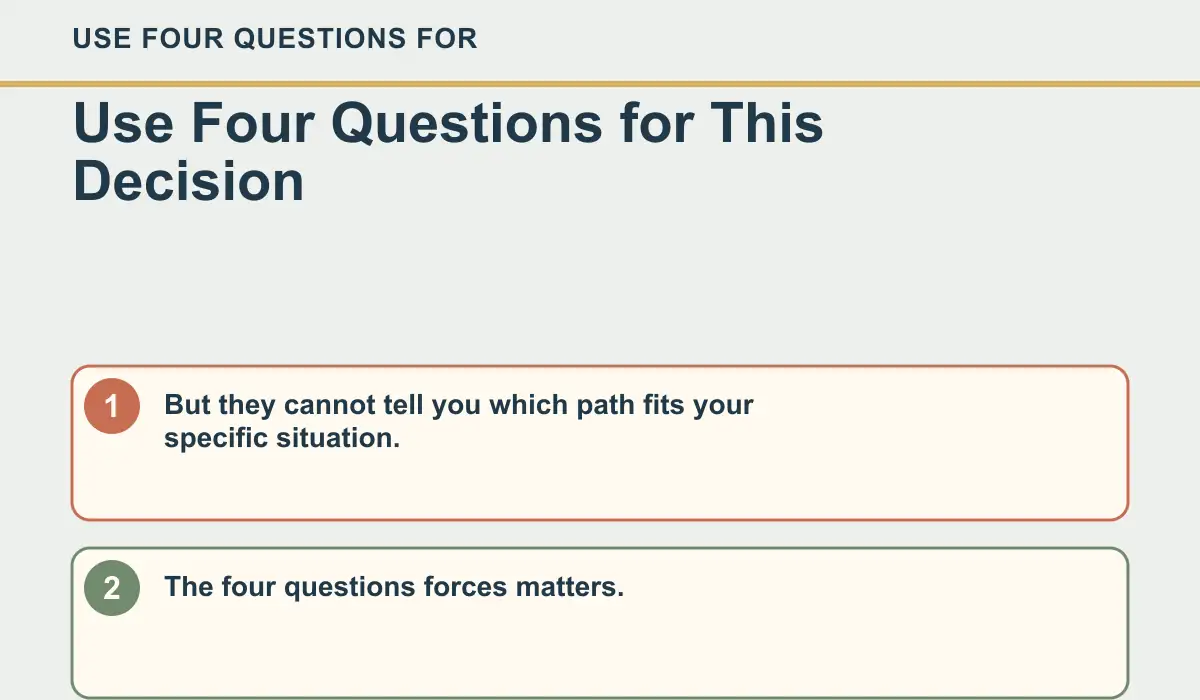 USE FOUR QUESTIONS FOR
Use Four Questions for This
Decision
1
But they cannot tell you which path fits your
specific situation.
2
The four questions forces matters.